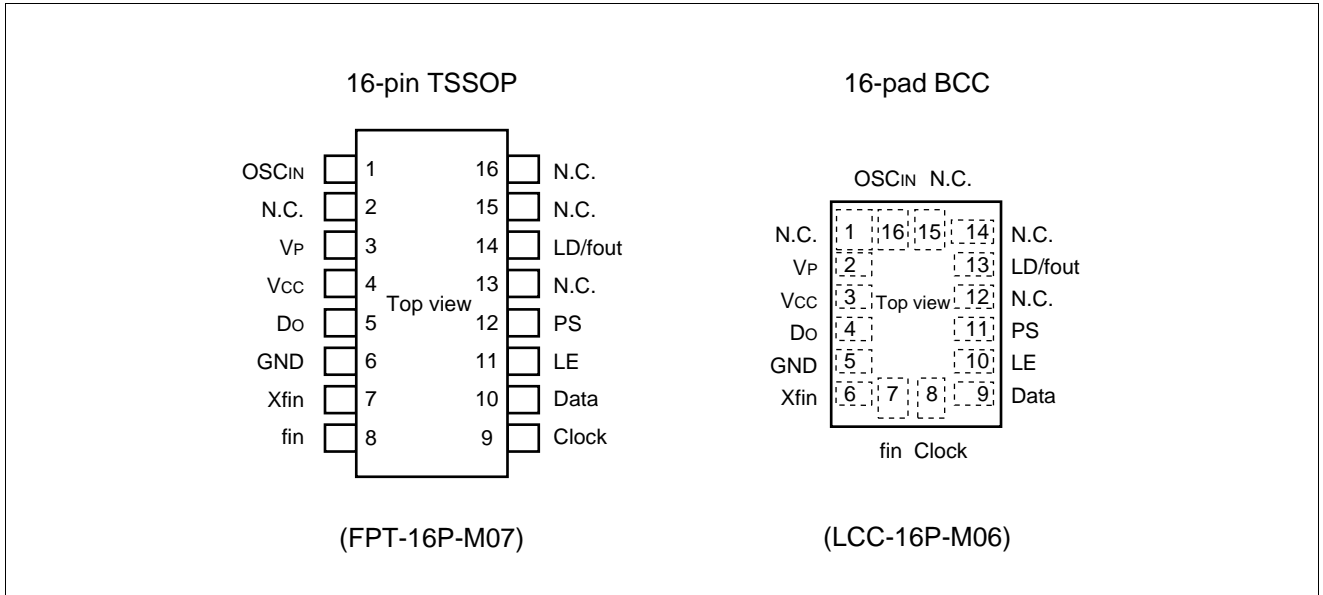 16-pin TSSOP
OSCIN 1 16 N.C.
N.C. 2 15 N.C.
VP 3 14 LD/fout
VCC 4 13 N.C.
Top view
DO 5 12 PS
GND 6 11 LE
Xfin 7 10 Data
fin 8 9 Clock
(FPT-16P-M07)
16-pad BCC
OSCIN N.C.
N.C. 1 16 15 14 N.C.
VP 2 13 LD/fout
VCC 3 Top view 12 N.C.
DO 4 11 PS
GND 5 10 LE
Xfin 6 7 8 9 Data
fin Clock
(LCC-16P-M06)